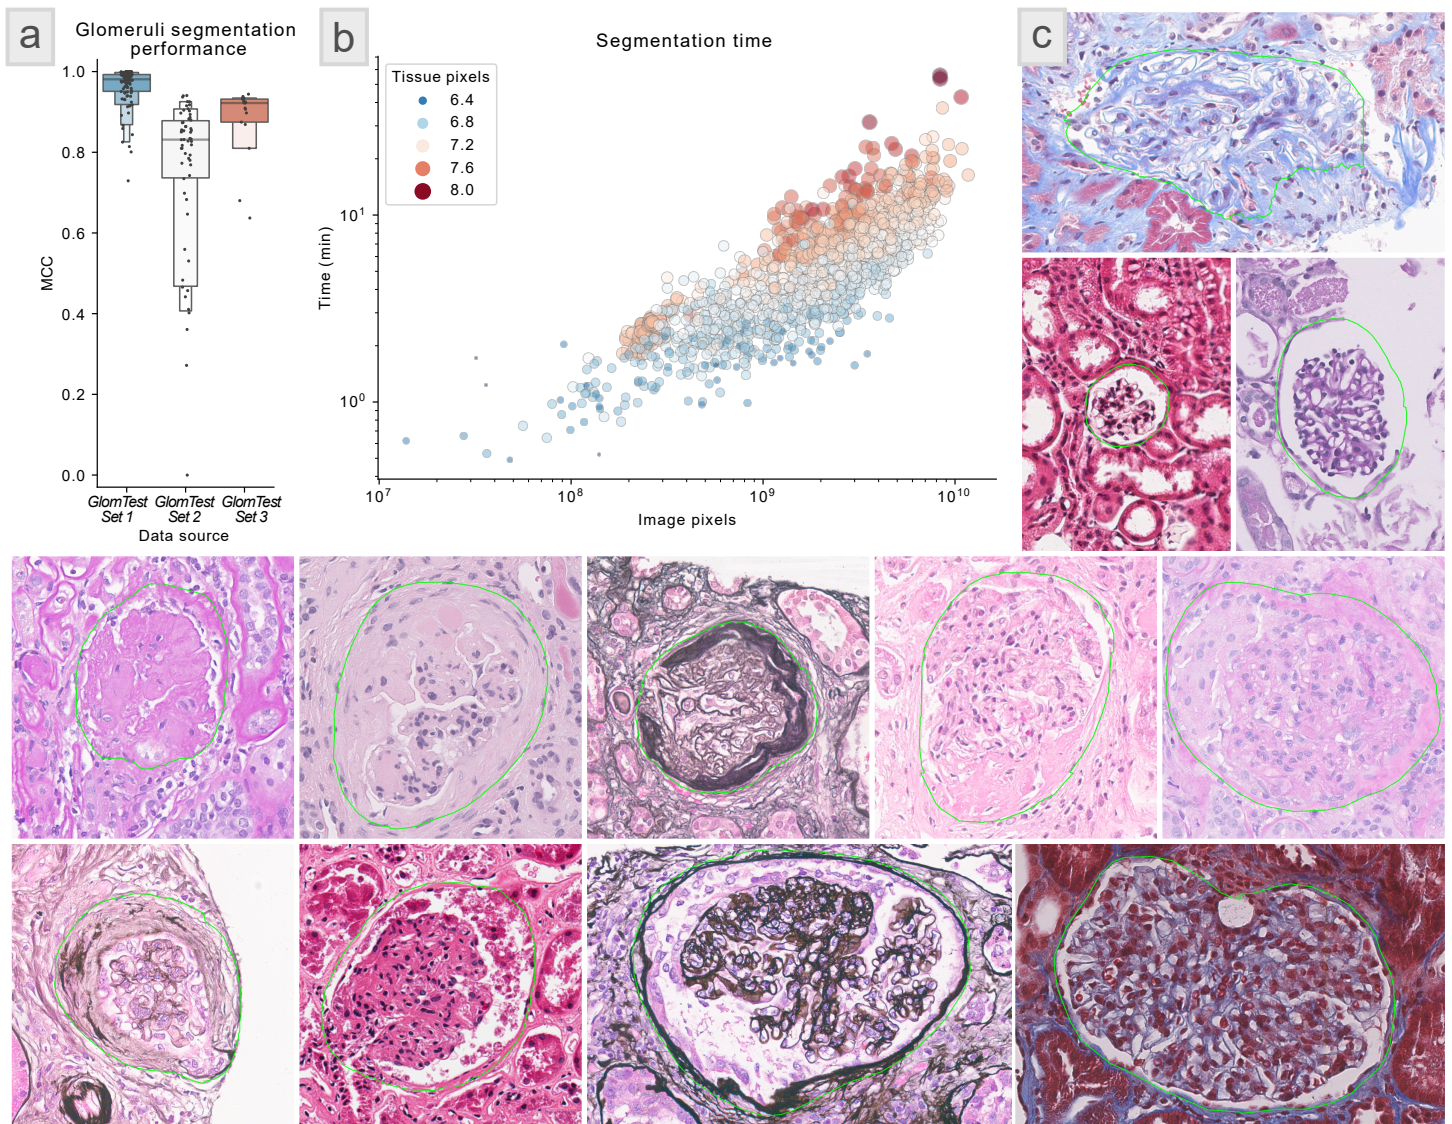 a
Glomeruli segmentation
performance
1.0
0.8
0.6
0.4
0.2
0.0
MCC
GlomTest
Set 1
GlomTest
Set 2
GlomTest
Set 3
Data source
b
Segmentation time
Tissue pixels
6.4
6.8
7.2
7.6
8.0
10^1
10^0
Time (min)
10^7
10^8
10^9
10^10
Image pixels
c